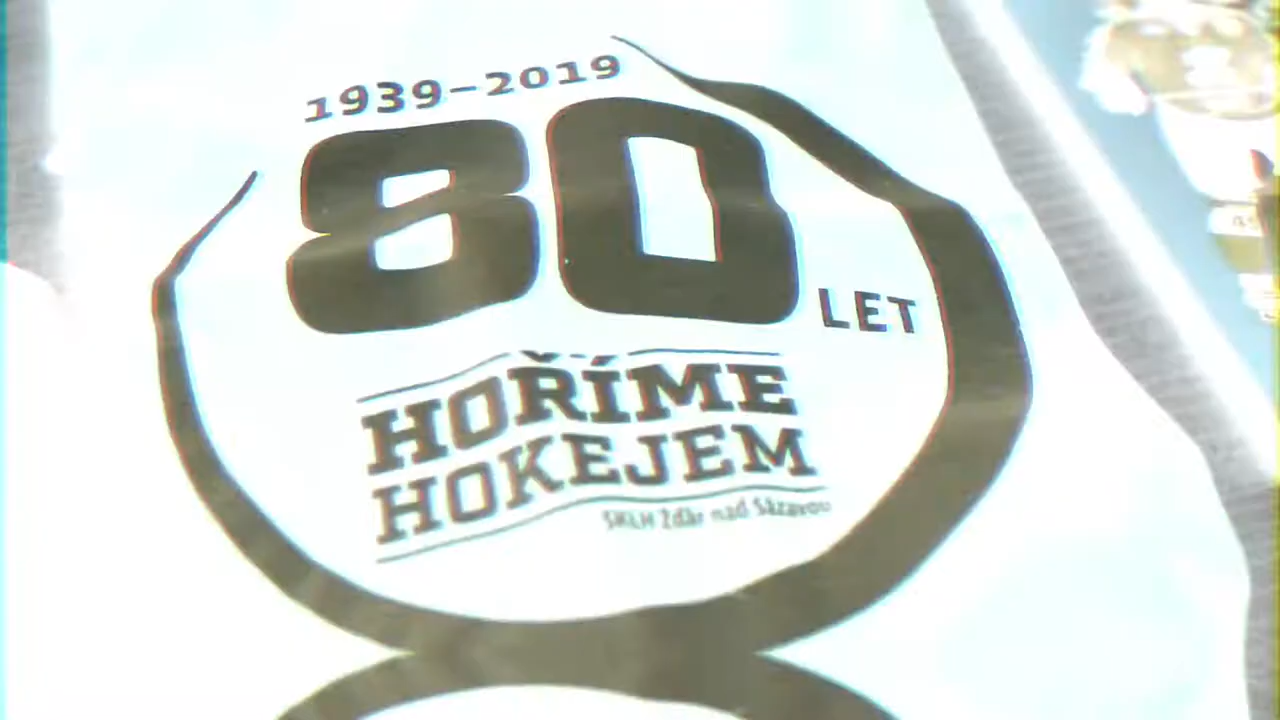 1939–2019
80
LET
HOŘÍME
HOKEJEM
SKLH Žďár nad Sázavou